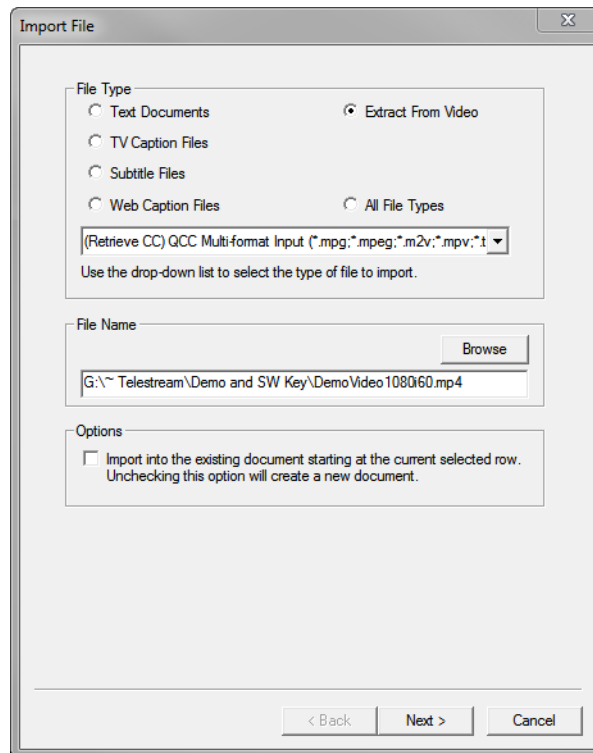 Import File
File Type
Text Documents
Extract From Video
TV Caption Files
Subtitle Files
Web Caption Files
All File Types
(Retrieve CC) QCC Multi-format Input (*.mpg;*.mpeg;*.m2v;*.mpv;*.t
Use the drop-down list to select the type of file to import.
File Name
Browse
G:\~ Telestream\Demo and SW Key\DemoVideo1080i60.mp4
Options
Import into the existing document starting at the current selected row.
Unchecking this option will create a new document.
< Back
Next >
Cancel